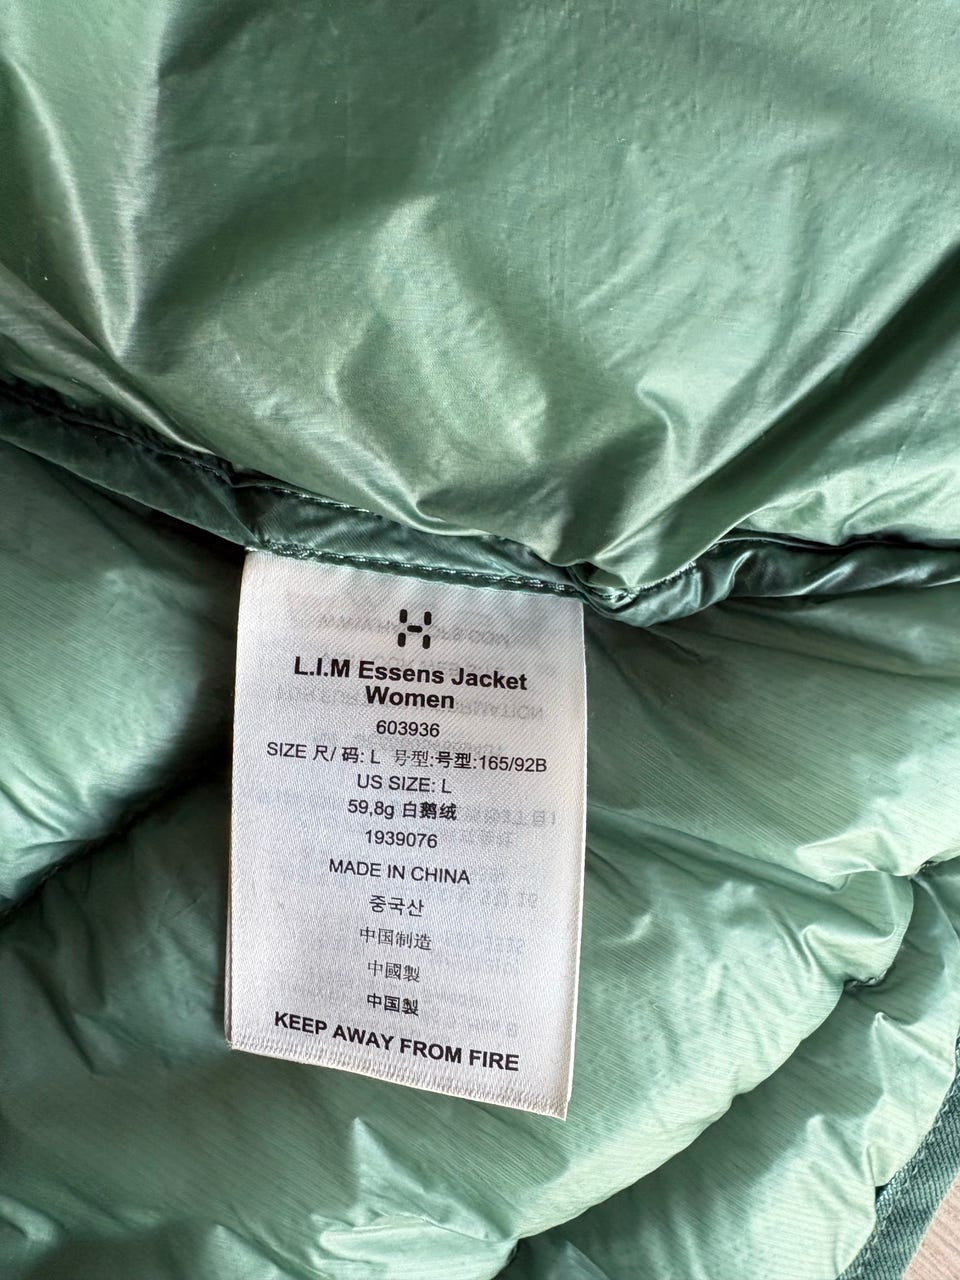 L.I.M Essens Jacket
Women
603936
SIZE 尺/ 码: L 号型:号型:165/92B
US SIZE: L
59,8g 白鹅绒
1939076
MADE IN CHINA
중국산
中国制造
中國製
中国製
KEEP AWAY FROM FIRE